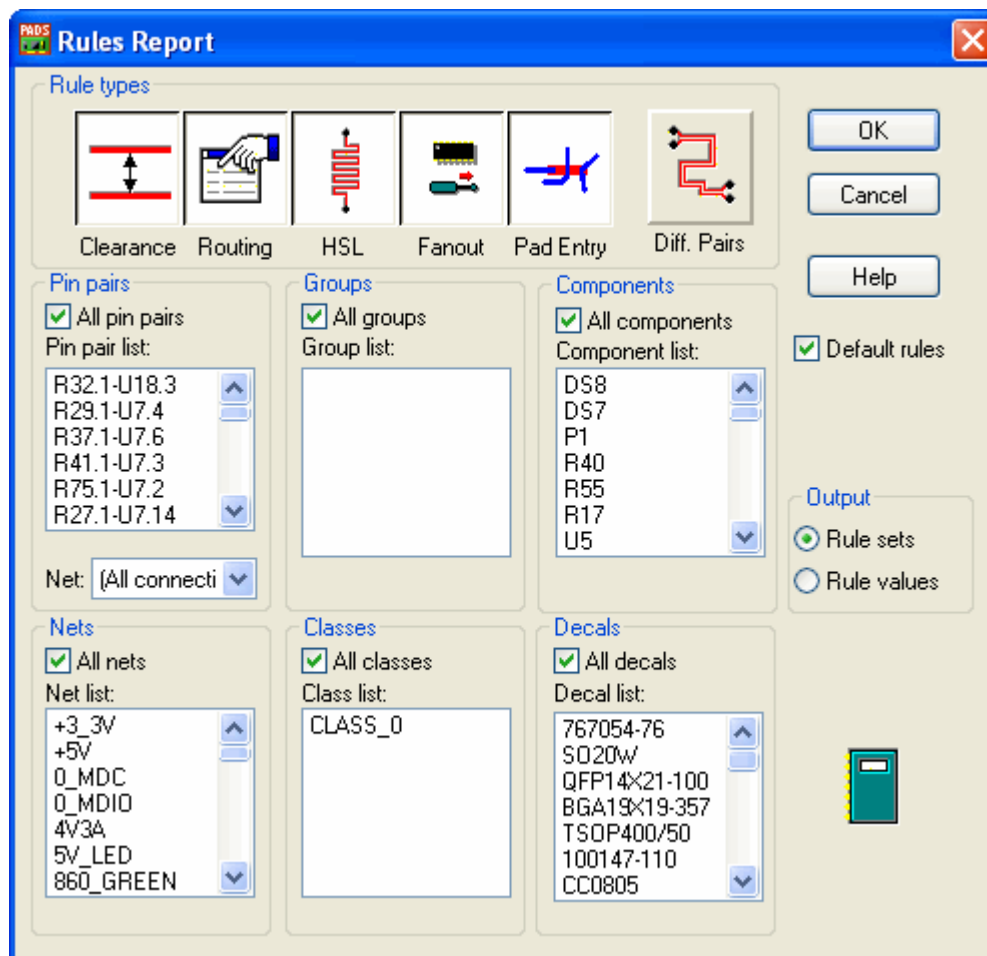 PADS
Rules Report
Rule types
Clearance
Routing
HSL
Fanout
Pad Entry
Diff. Pairs
OK
Cancel
Help
Default rules
Pin pairs
All pin pairs
Pin pair list:
R32.1-U18.3
R29.1-U7.4
R37.1-U7.6
R41.1-U7.3
R75.1-U7.2
R27.1-U7.14
Net: (All connecti
Groups
All groups
Group list:
Components
All components
Component list:
DS8
DS7
P1
R40
R55
R17
U5
Output
Rule sets
Rule values
Nets
All nets
Net list:
+3_3V
+5V
0_MDC
0_MDIO
4V3A
5V_LED
860_GREEN
Classes
All classes
Class list:
CLASS_0
Decals
All decals
Decal list:
767054-76
SO20W
QFP14X21-100
BGA19X19-357
TSOP400/50
100147-110
CC0805